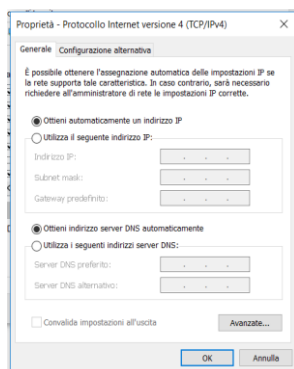 Proprietà - Protocollo Internet versione 4 (TCP/IPv4)
Generale
Configurazione alternativa
È possibile ottenere l'assegnazione automatica delle impostazioni IP se
la rete supporta tale caratteristica. In caso contrario, sarà necessario
richiedere all'amministratore di rete le impostazioni IP corrette.
Ottieni automaticamente un indirizzo IP
Utilizza il seguente indirizzo IP:
Indirizzo IP:
Subnet mask:
Gateway predefinito:
Ottieni indirizzo server DNS automaticamente
Utilizza i seguenti indirizzi server DNS:
Server DNS preferito:
Server DNS alternativo:
Convalida impostazioni all'uscita
Avanzate...
OK
Annulla